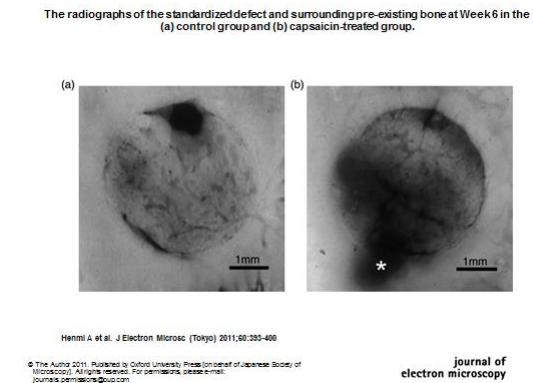 The radiographs of the standardized defect and surrounding pre-existing bone at Week 6 in the
(a) control group and (b) capsaicin-treated group.
(a)
(b)
1mm
*
1mm
Henmi A et al. J Electron Microsc (Tokyo) 2011;60:393-400
© The Author 2011. Published by Oxford University Press [on behalf of Japanese Society of
Microscopy]. All rights reserved. For permissions, please e-mail:
journals.permissions@oup.com
journal of
electron microscopy